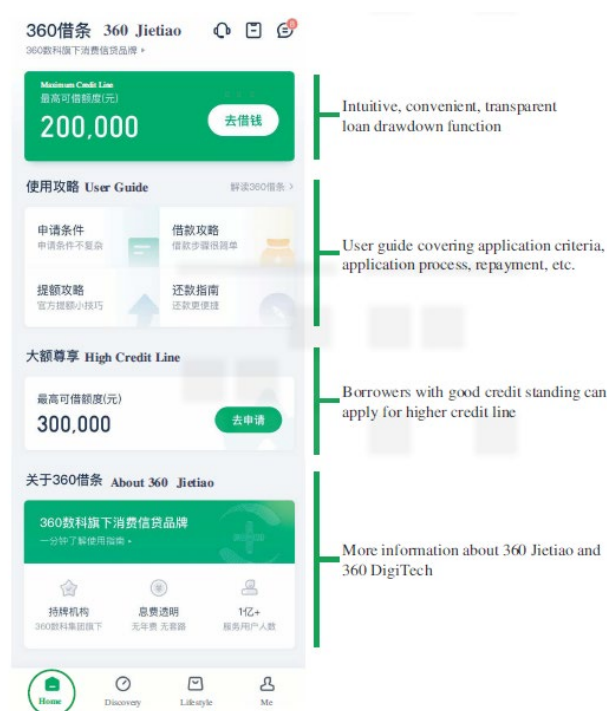 360借条 360 Jietiao
8
360数科旗下消费信贷品牌
Maximum Credit Line
最高可借额度(元)
200,000
去借钱
Intuitive, convenient, transparent
loan drawdown function
使用攻略 User Guide
解读360借条 >
申请条件
申请条件不复杂
借款攻略
借款步骤很简单
提额攻略
官方提额小技巧
还款指南
还款更便捷
User guide covering application criteria,
application process, repayment, etc.
大额尊享 High Credit Line
最高可借额度(元)
300,000
去申请
Borrowers with good credit standing can
apply for higher credit line
关于360借条 About 360 Jietiao
360数科旗下消费信贷品牌
一分钟了解使用指南
持牌机构
360数科集团旗下
息费透明
无年费 无套路
1亿+
服务用户人数
More information about 360 Jietiao and
360 DigiTech
Home
Discovery
Lifestyle
Me